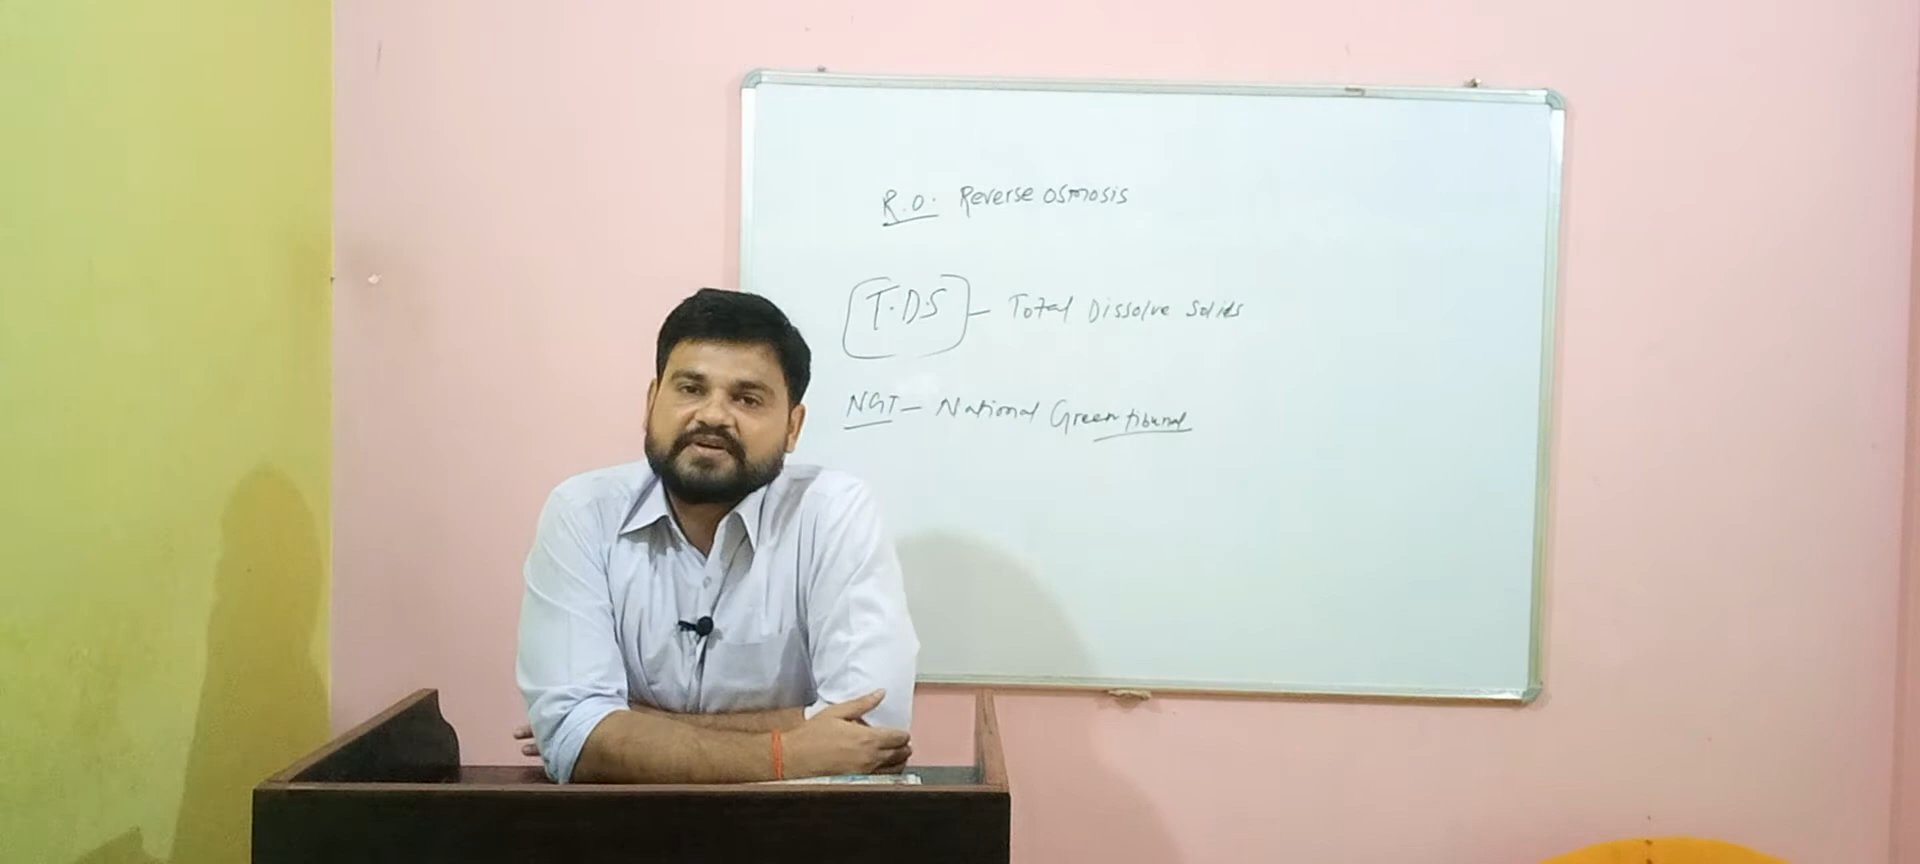 R.O. Reverse osmosis
T.D.S - Total Dissolve Solids
NGT - National Green tibunal